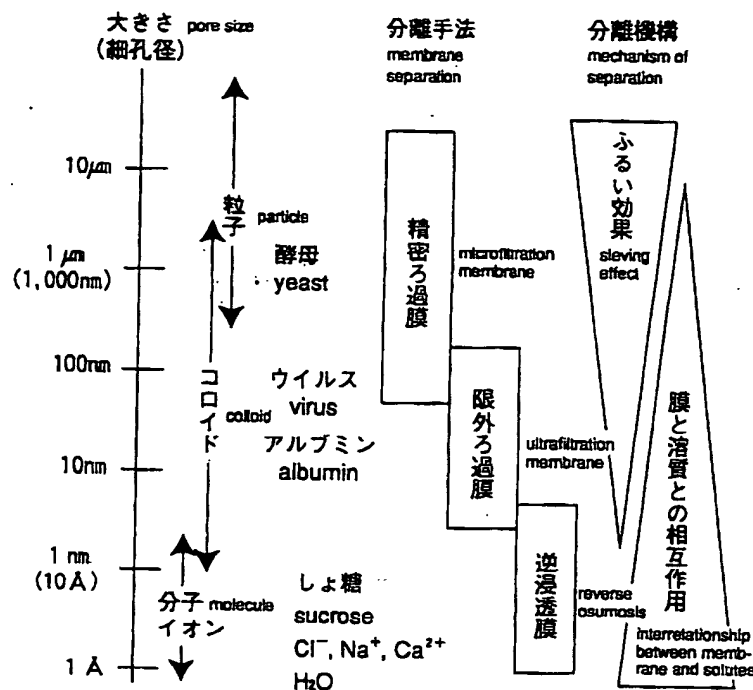 大きさ pore size
(細孔径)
10μm
1μm
(1,000nm)
100nm
10nm
1 nm
(10Å)
1 Å
粒子 particle
コロイド colloid
分子 molecule
イオン
酵母
yeast
ウイルス
virus
アルブミン
albumin
しょ糖
sucrose
Cl⁻, Na⁺, Ca²⁺
H₂O
分離手法
membrane
separation
精密ろ過膜
microfiltration
membrane
限外ろ過膜
ultrafiltration
membrane
逆浸透膜
reverse
osumosis
分離機構
mechanism of
separation
ふるい効果
sieving
effect
膜と溶質との相互作用
interrelationship
between memb-
rane and solutes